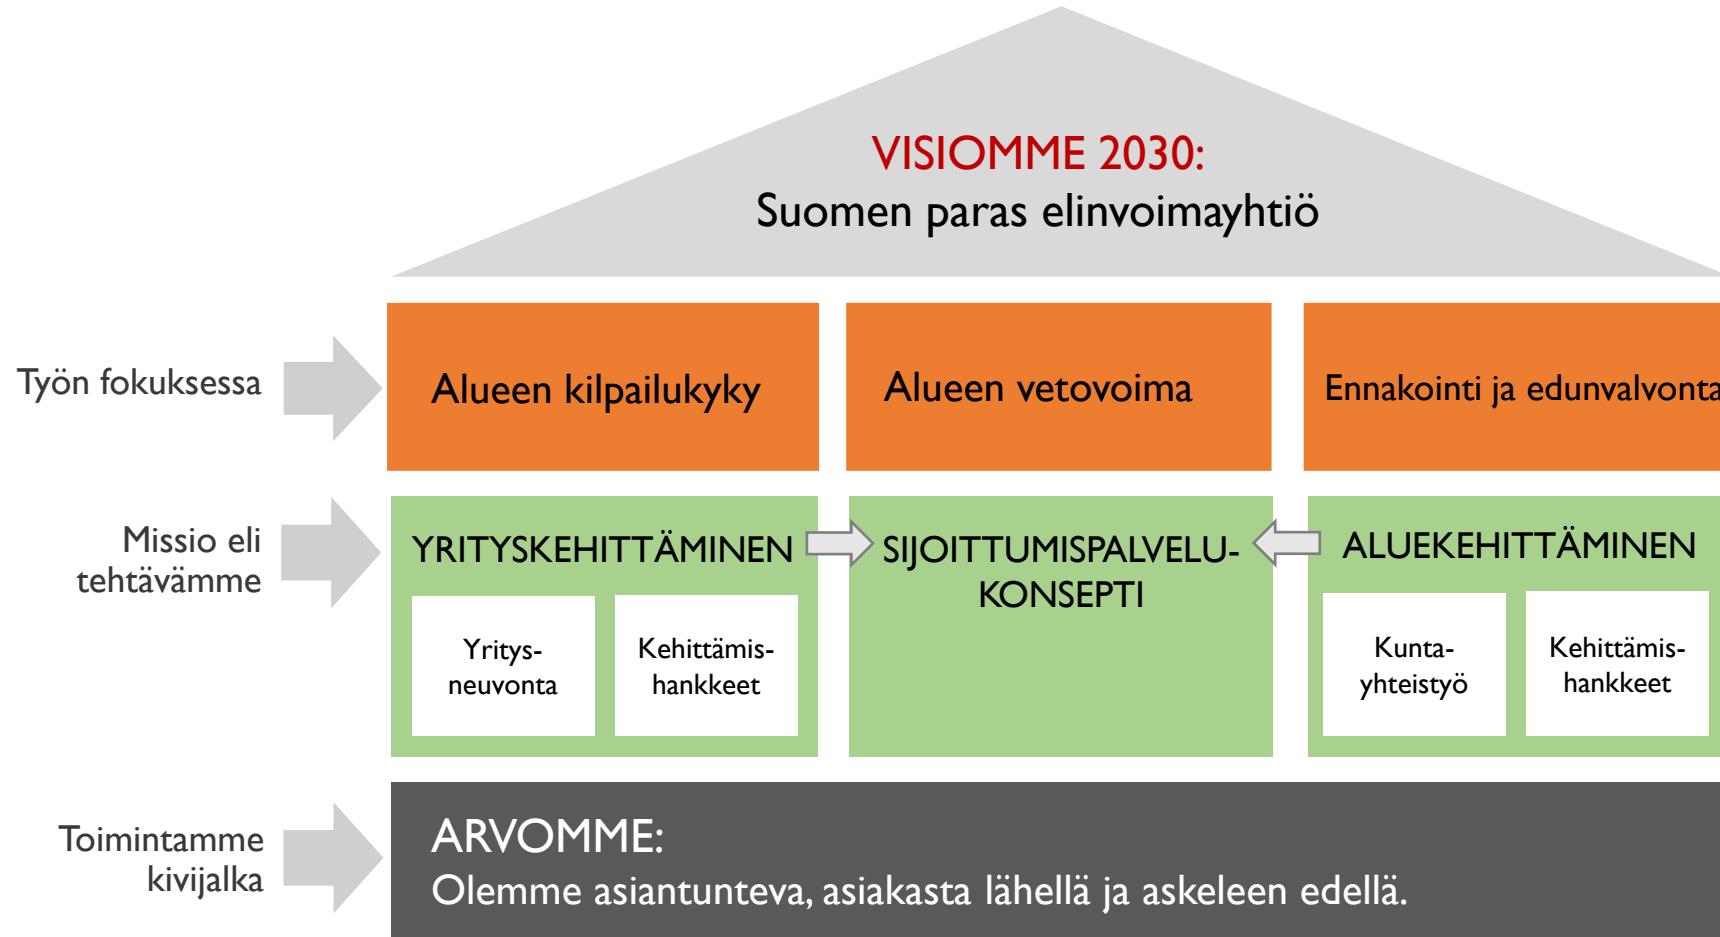 VISIOMME 2030:
Suomen paras elinvoimayhtiö
Työn fokuksessa
Alueen kilpailukyky
Alueen vetovoima
Ennakointi ja edunvalvonta
Missio eli
tehtävämme
YRITYSKEHITTÄMINEN
Yritys-
neuvonta
Kehittämis-
hankkeet
SIJOITTUMISPALVELU-
KONSEPTI
ALUEKEHITTÄMINEN
Kunta-
yhteistyö
Kehittämis-
hankkeet
Toimintamme
kivijalka
ARVOMME:
Olemme asiantunteva, asiakasta lähellä ja askeleen edellä.